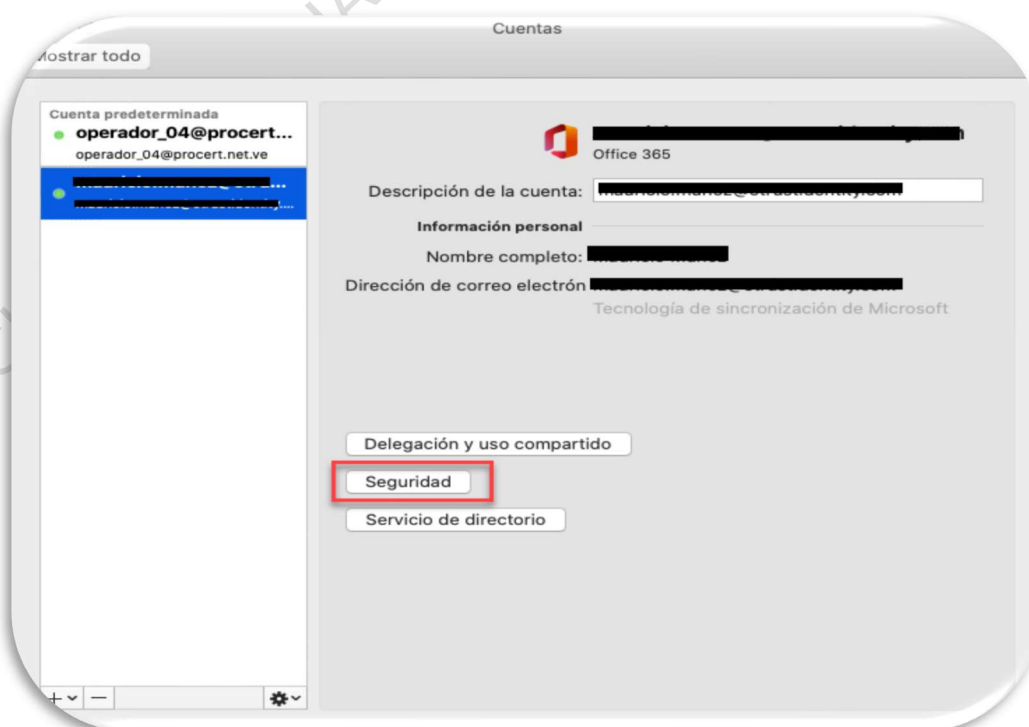 Cuentas
Mostrar todo
Cuenta predeterminada
operador_04@procert...
operador_04@procert.net.ve
Office 365
Descripción de la cuenta:
Información personal
Nombre completo:
Dirección de correo electrón
Tecnología de sincronización de Microsoft
Delegación y uso compartido
Seguridad
Servicio de directorio